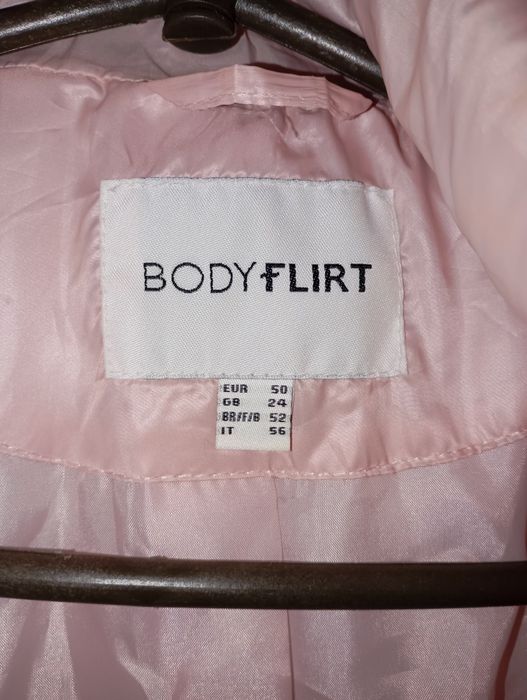 BODYFLIRT
EUR 50
GB 24
BR/F/B 52
IT 56